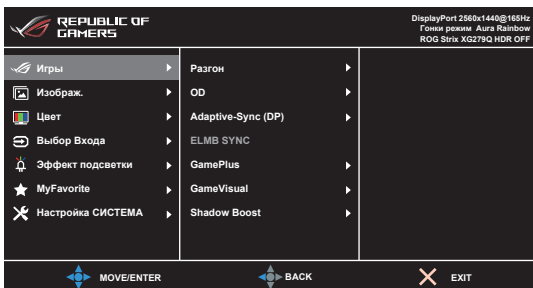 REPUBLIC OF
GAMERS
DisplayPort 2560x1440@165Hz
Гонки режим Aura Rainbow
ROG Strix XG279Q HDR OFF
Игры
Изображ.
Цвет
Выбор Входа
Эффект подсветки
MyFavorite
Настройка СИСТЕМА
Разгон
OD
Adaptive-Sync (DP)
ELMB SYNC
GamePlus
GameVisual
Shadow Boost
MOVE/ENTER
BACK
EXIT